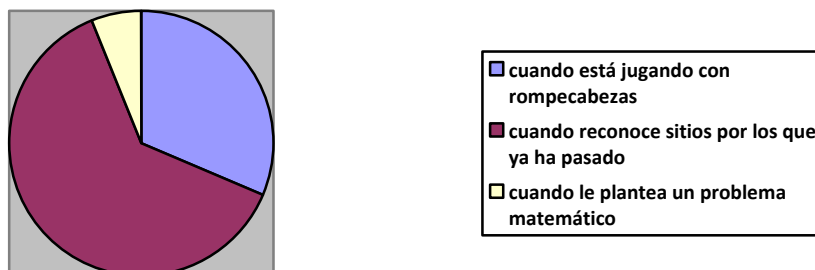 cuando está jugando con
rompecabezas
cuando reconoce sitios por los que
ya ha pasado
cuando le plantea un problema
matemático